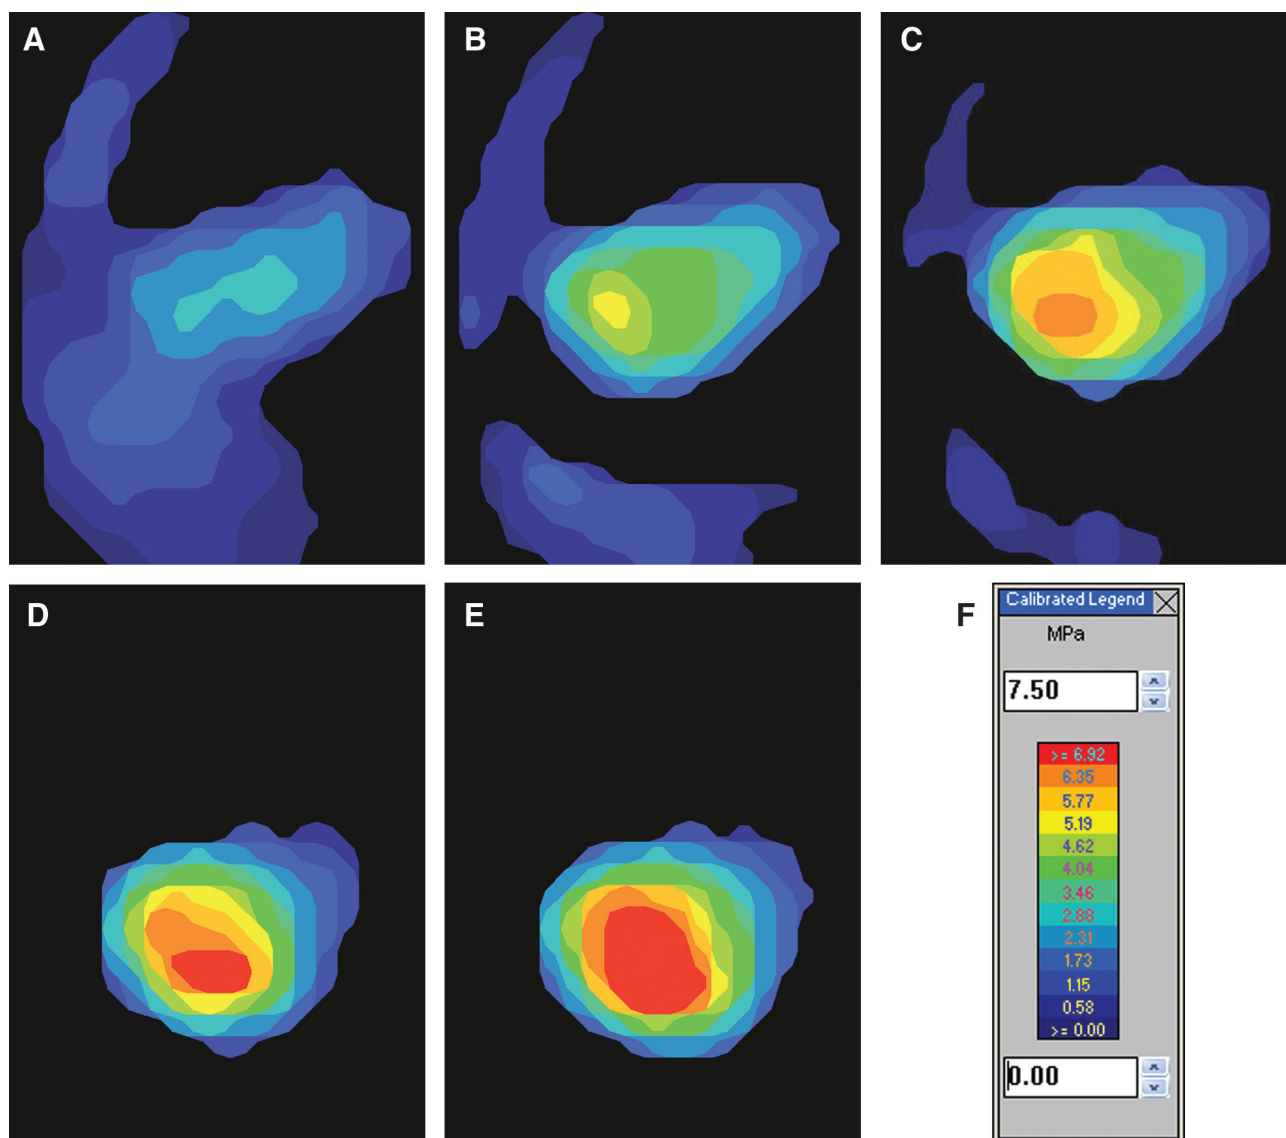 A
B
C
D
E
F
Calibrated Legend
MPa
7.50
>= 6.92
6.35
5.77
5.19
4.62
4.04
3.46
2.88
2.31
1.73
1.15
0.58
>= 0.00
0.00